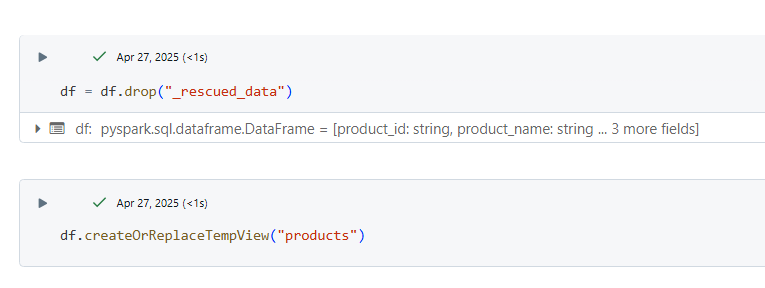 Apr 27, 2025 (<1s)
df = df.drop("_rescued_data")
df: pyspark.sql.dataframe.DataFrame = [product_id: string, product_name: string ... 3 more fields]
Apr 27, 2025 (<1s)
df.createOrReplaceTempView("products")